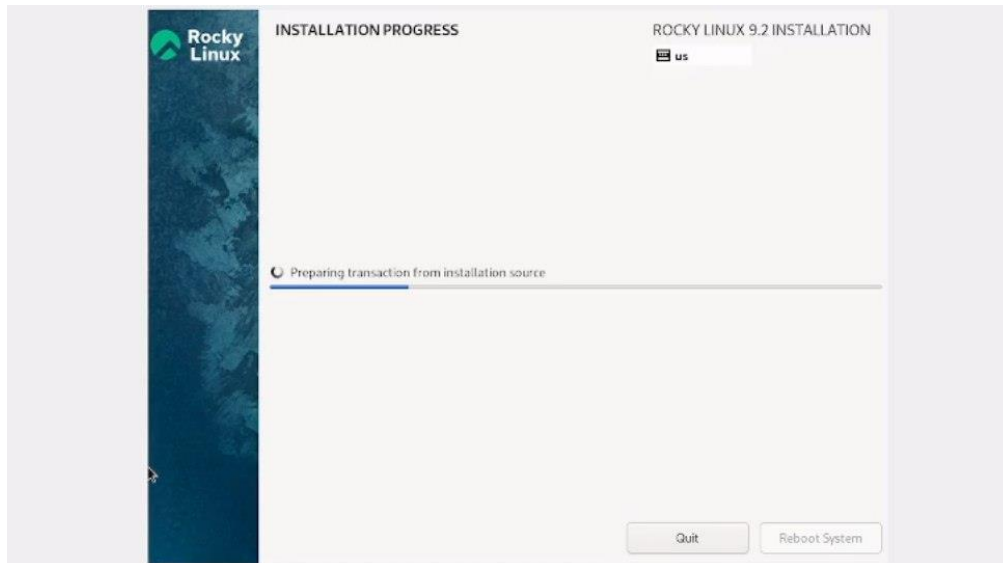 Rocky
Linux
INSTALLATION PROGRESS
ROCKY LINUX 9.2 INSTALLATION
us
Preparing transaction from installation source
Quit
Reboot System